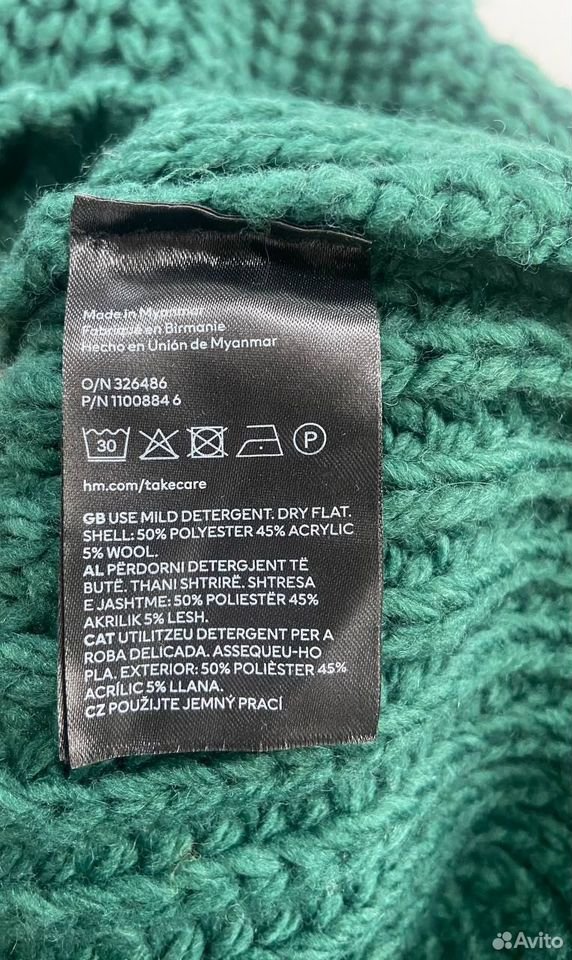 Made in Myanmar
Fabriqué en Birmanie
Hecho en Unión de Myanmar
O/N 326486
P/N 1100884 6
30 P
hm.com/takecare
GB USE MILD DETERGENT. DRY FLAT.
SHELL: 50% POLYESTER 45% ACRYLIC
5% WOOL.
AL PËRDORNI DETERGJENT TË
BUTË. THANI SHTRIRË. SHTRESA
E JASHTME: 50% POLIESTËR 45%
AKRILIK 5% LESH.
CAT UTILITZEU DETERGENT PER A
ROBA DELICADA. ASSEQUEU-HO
PLA. EXTERIOR: 50% POLIÈSTER 45%
ACRÍLIC 5% LLANA.
CZ POUŽIJTE JEMNÝ PRACÍ
Avito